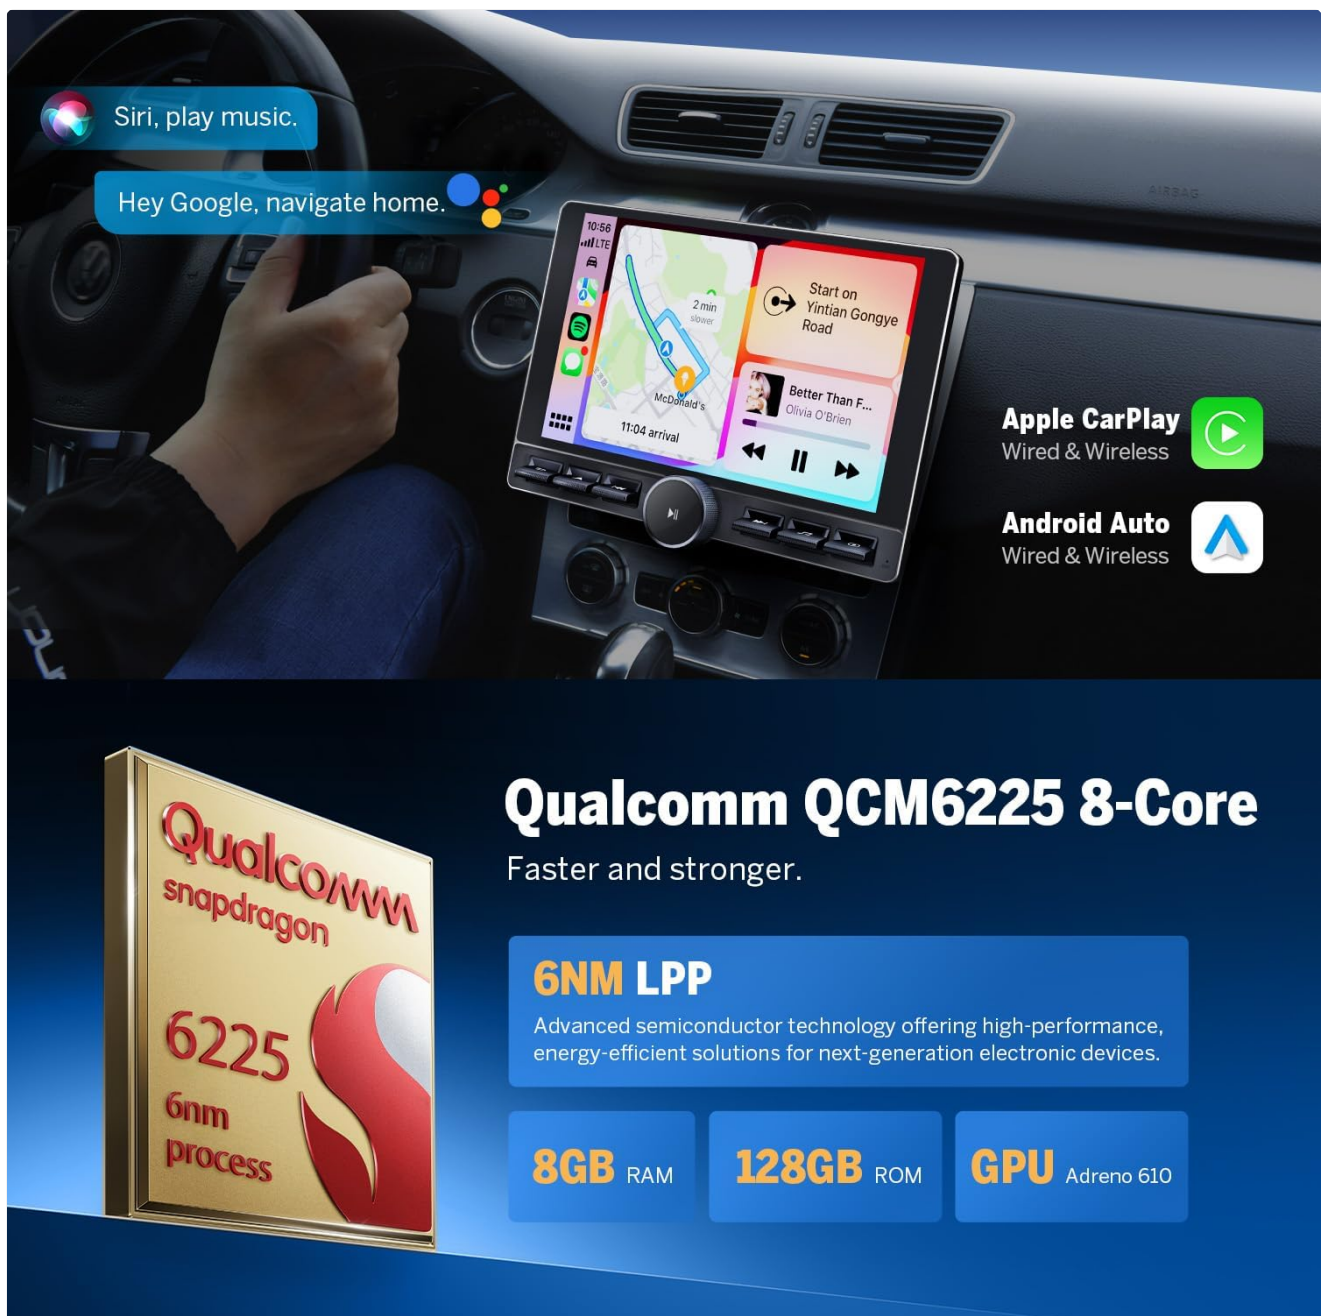 Siri, play music.
Hey Google, navigate home.
AIRBAG
10:56
LTE
2 min
slower
McDonald's
11:04 arrival
Start on
Yintian Gongye
Road
Better Than F...
Olivia O'Brien
Apple CarPlay
Wired & Wireless
Android Auto
Wired & Wireless
Qualcomm
snapdragon
6225
6nm
process
Qualcomm QCM6225 8-Core
Faster and stronger.
6NM LPP
Advanced semiconductor technology offering high-performance,
energy-efficient solutions for next-generation electronic devices.
8GB RAM
128GB ROM
GPU Adreno 610